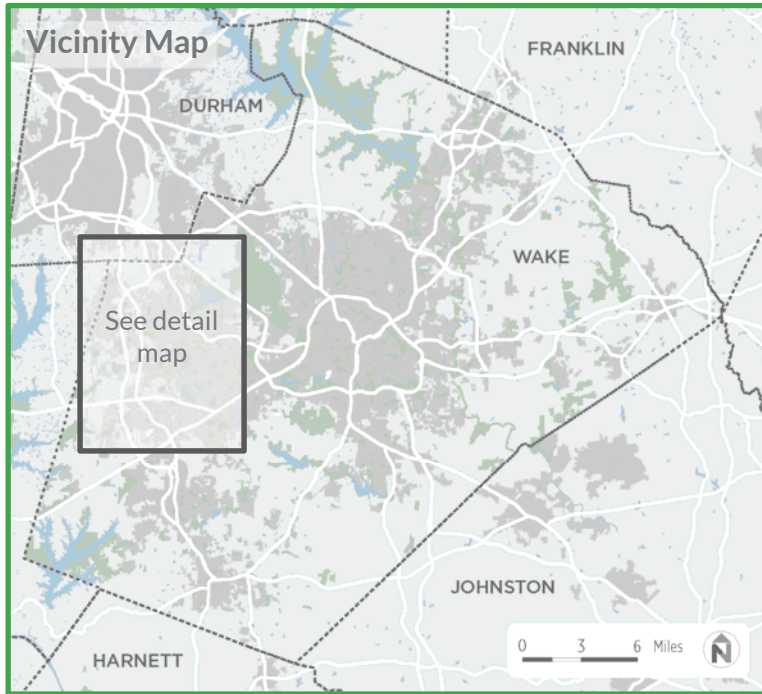 Vicinity Map
FRANKLIN
DURHAM
WAKE
See detail
map
JOHNSTON
0 3 6 Miles
N
HARNETT